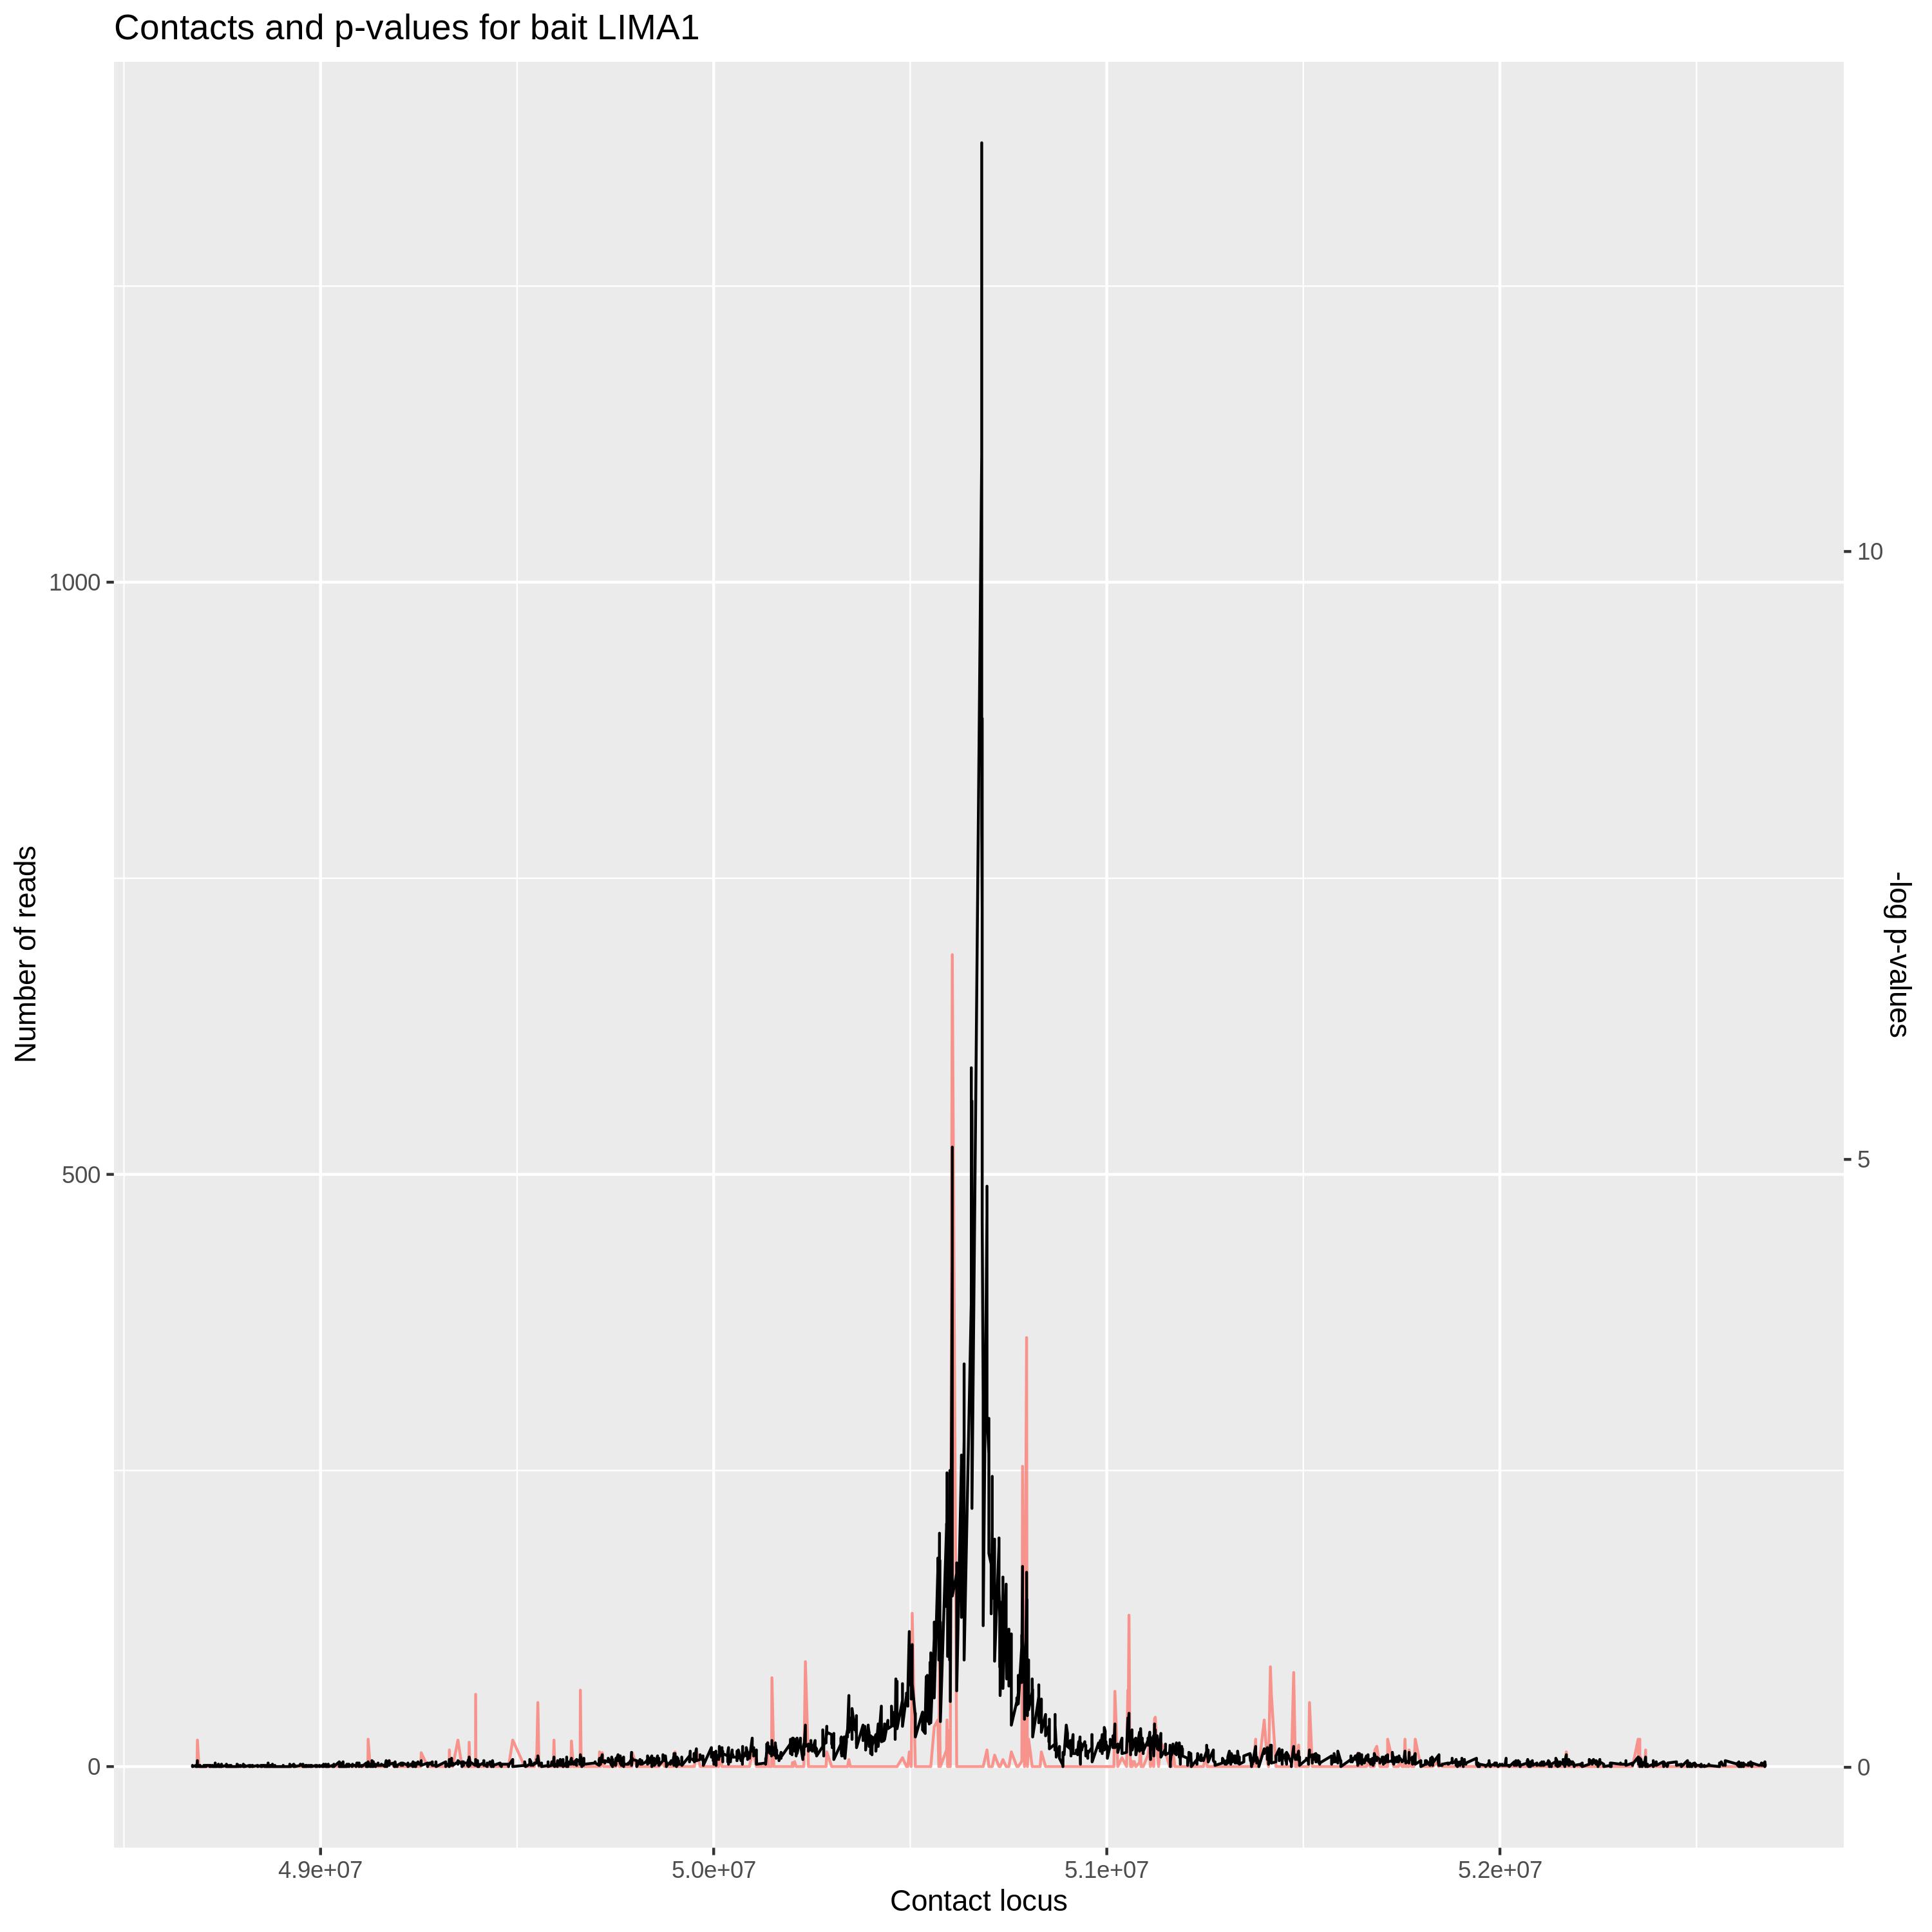 Contacts and p-values for bait LIMA1
1000
500
0
Number of reads
10
5
0
-log p-values
4.9e+07
5.0e+07
5.1e+07
5.2e+07
Contact locus